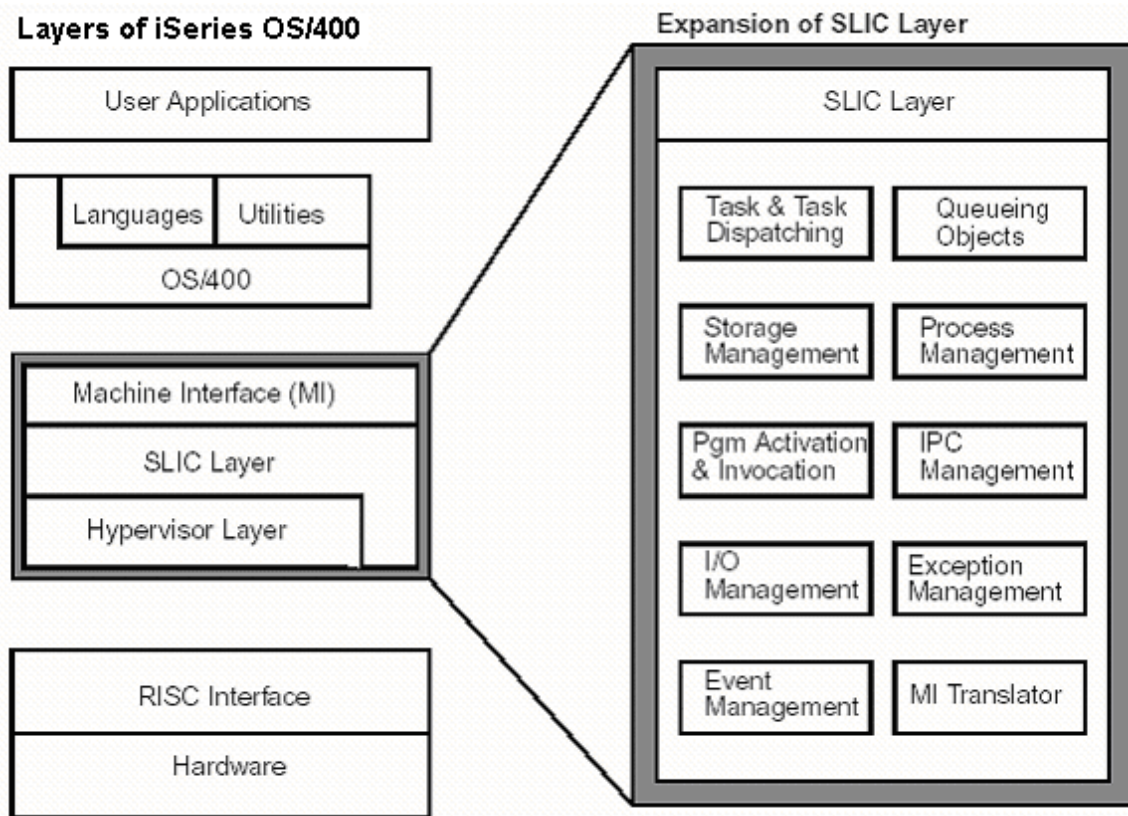 Layers of iSeries OS/400
User Applications
Languages
Utilities
OS/400
Machine Interface (MI)
SLIC Layer
Hypervisor Layer
RISC Interface
Hardware
Expansion of SLIC Layer
SLIC Layer
Task & Task
Dispatching
Queueing
Objects
Storage
Management
Process
Management
Pgm Activation
& Invocation
IPC
Management
I/O
Management
Exception
Management
Event
Management
MI Translator